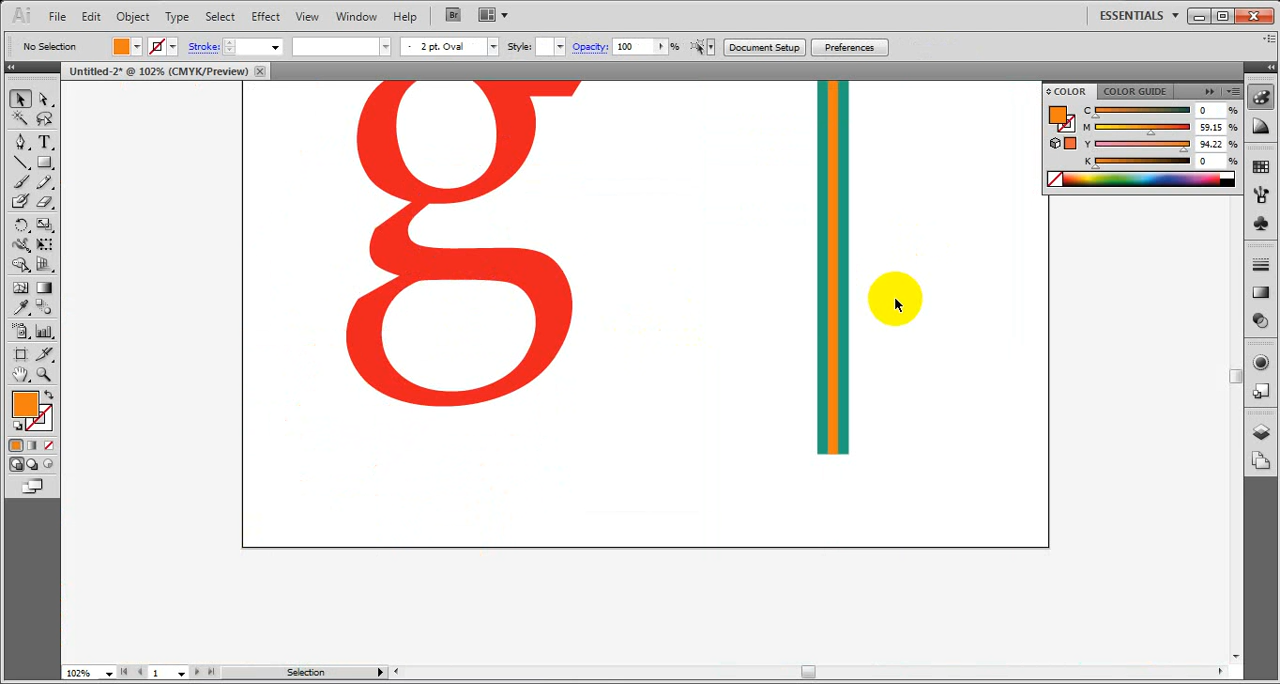 Ai File Edit Object Type Select Effect View Window Help Br ESSENTIALS
No Selection Stroke: 2 pt. Oval Style: Opacity: 100 % Document Setup Preferences
Untitled-2* @ 102% (CMYK/Preview)
COLOR COLOR GUIDE
C 0 %
M 59.15 %
Y 94.22 %
K 0 %
T
g
102% 1 Selection